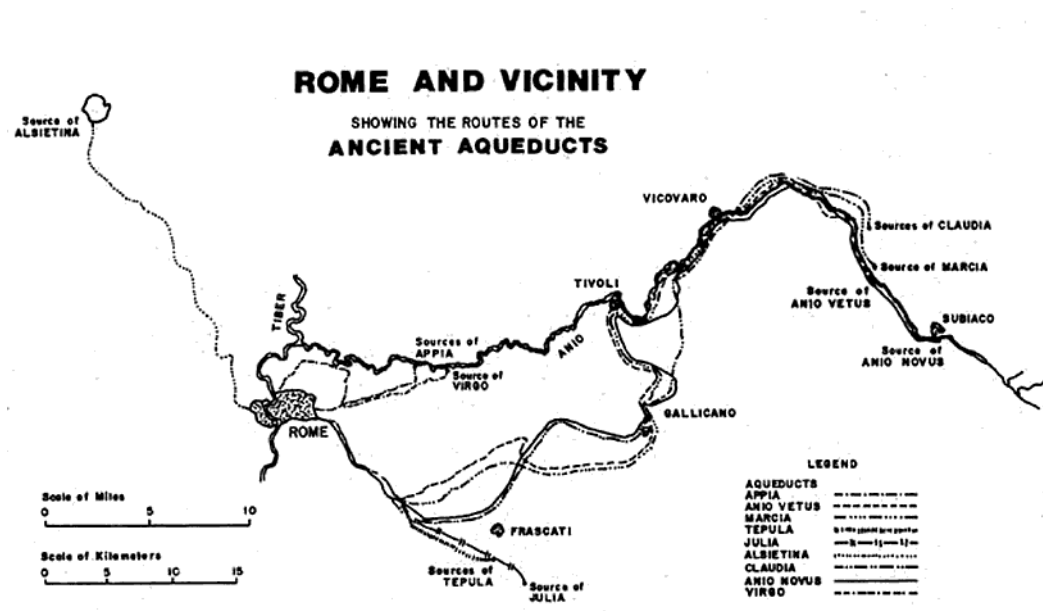 ROME AND VICINITY
SHOWING THE ROUTES OF THE
ANCIENT AQUEDUCTS
Source of
ALSIETINA
VICOVARO
Sources of CLAUDIA
Source of MARCIA
TIVOLI
Source of
ANIO VETUS
SUBIACO
TIBER
Sources of
APPIA
ANIO
Source of
ANIO NOVUS
Source of
VIRGO
GALLICANO
ROME
LEGEND
AQUEDUCTS
APPIA
ANIO VETUS
MARCIA
TEPULA
JULIA
ALSIETINA
CLAUDIA
ANIO NOVUS
VIRGO
Scale of Miles
0 5 10
FRASCATI
Scale of Kilometers
0 5 10 15
Sources of
TEPULA
Source of
JULIA